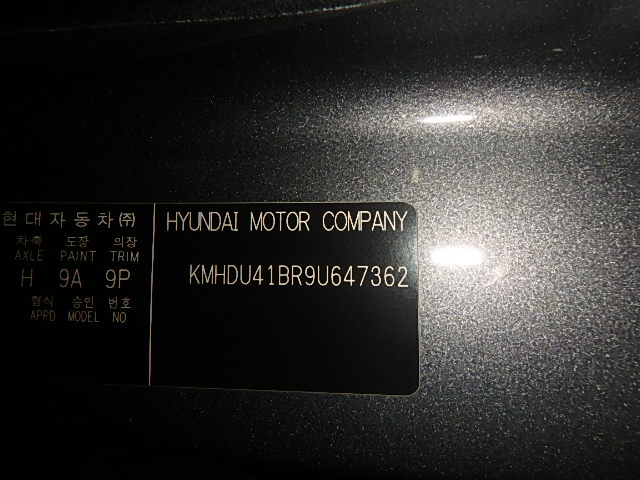 현대자동차㈜
차축 도장 의장
AXLE PAINT TRIM
H 9A 9P
형식 승인 번호
APPD MODEL NO
HYUNDAI MOTOR COMPANY
KMHDU41BR9U647362